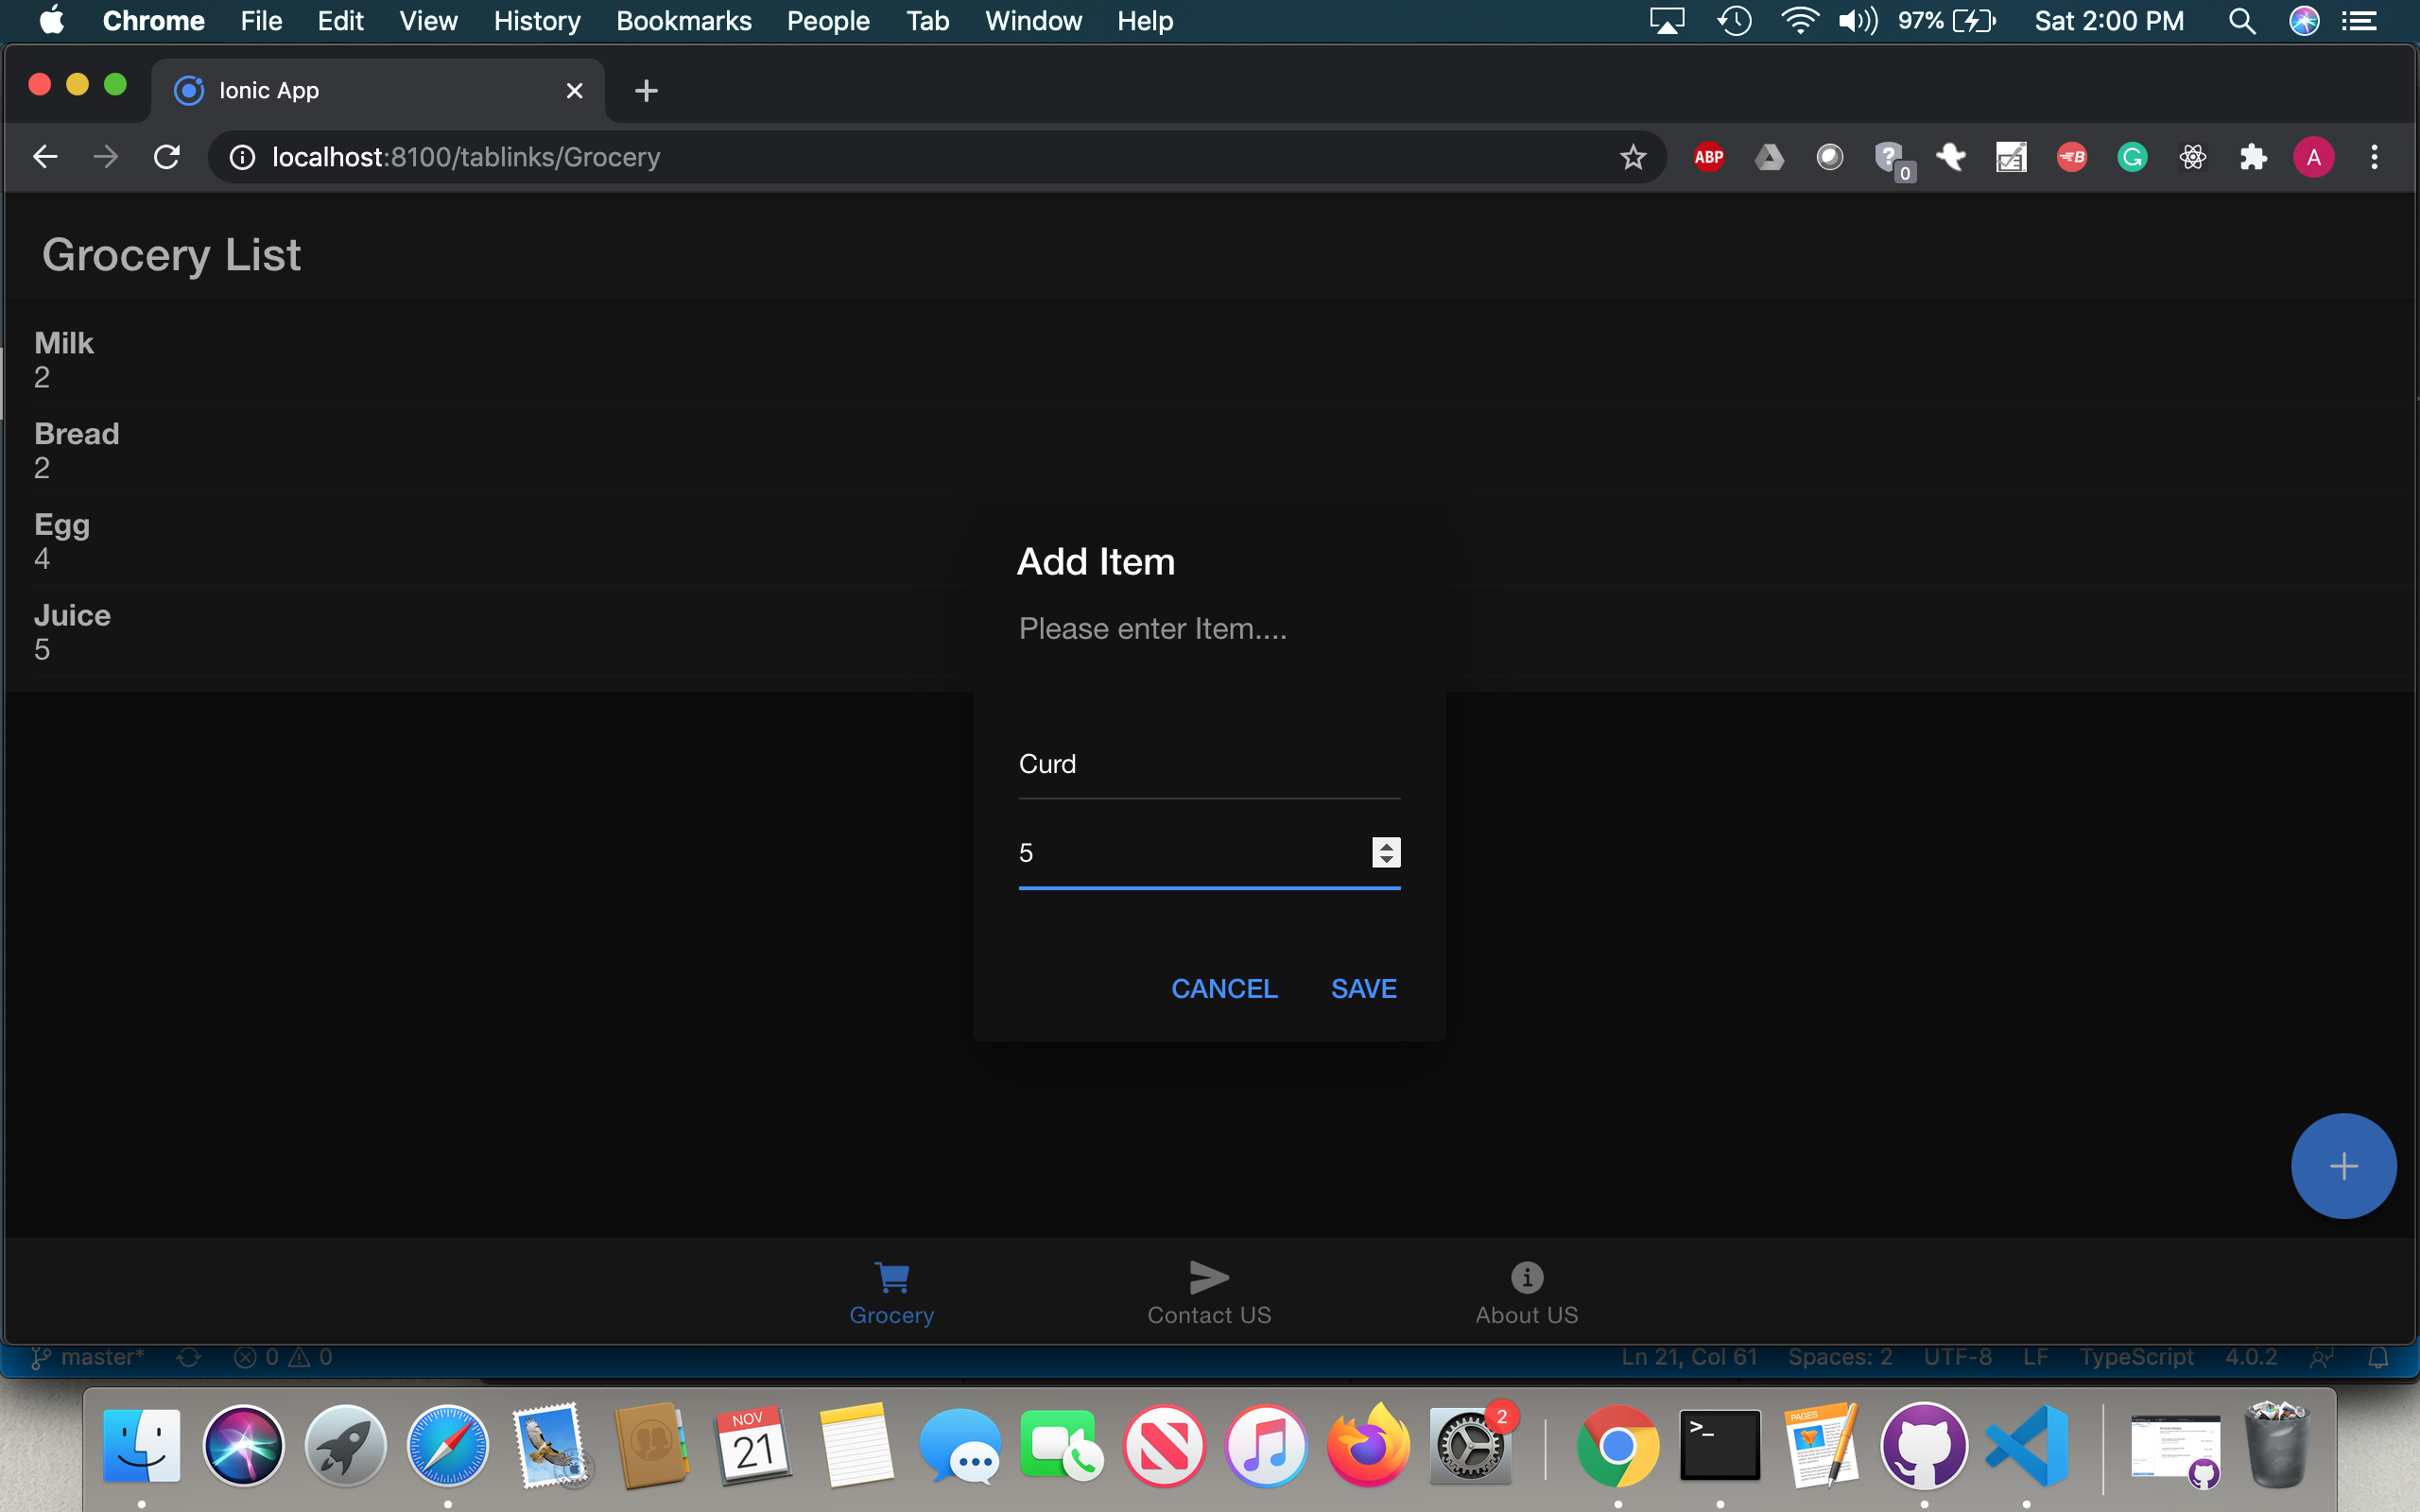 Chrome File Edit View History Bookmarks People Tab Window Help 97% Sat 2:00 PM
Ionic App
localhost:8100/tablinks/Grocery ABP 0 A
Grocery List
Milk
2
Bread
2
Egg
4
Juice
5
Add Item
Please enter Item....
Curd
5
CANCEL SAVE
Grocery Contact US About US
master* 0 0 Ln 21, Col 61 Spaces: 2 UTF-8 LF TypeScript 4.0.2
NOV
21
2
>_
PAGES